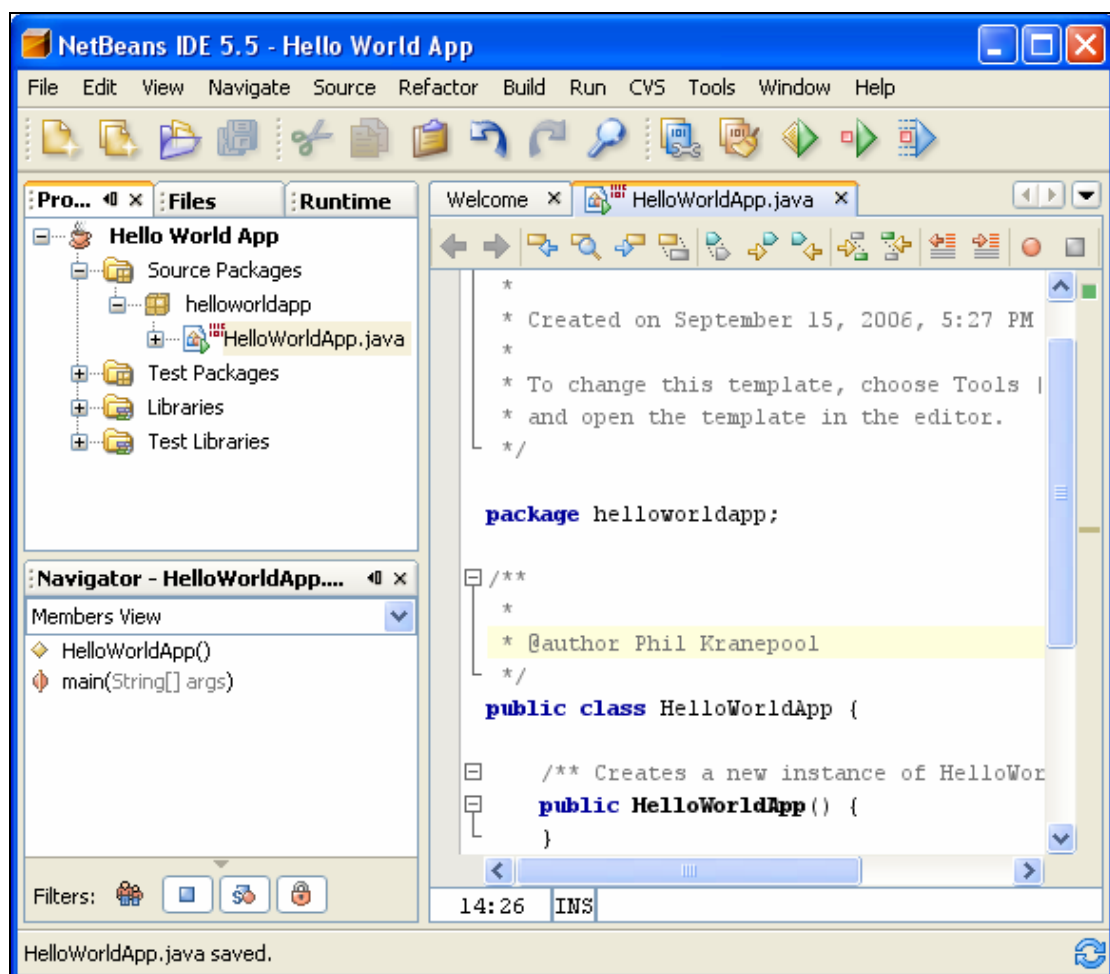 NetBeans IDE 5.5 - Hello World App
File Edit View Navigate Source Refactor Build Run CVS Tools Window Help
Pro... Files Runtime
Hello World App
Source Packages
helloworldapp
HelloWorldApp.java
Test Packages
Libraries
Test Libraries
Navigator - HelloWorldApp....
Members View
HelloWorldApp()
main(String[] args)
Filters:
Welcome HelloWorldApp.java
*
* Created on September 15, 2006, 5:27 PM
*
* To change this template, choose Tools |
* and open the template in the editor.
*/
package helloworldapp;
/**
*
* @author Phil Kranepool
*/
public class HelloWorldApp {
/** Creates a new instance of HelloWor
public HelloWorldApp() {
}
14:26 INS
HelloWorldApp.java saved.